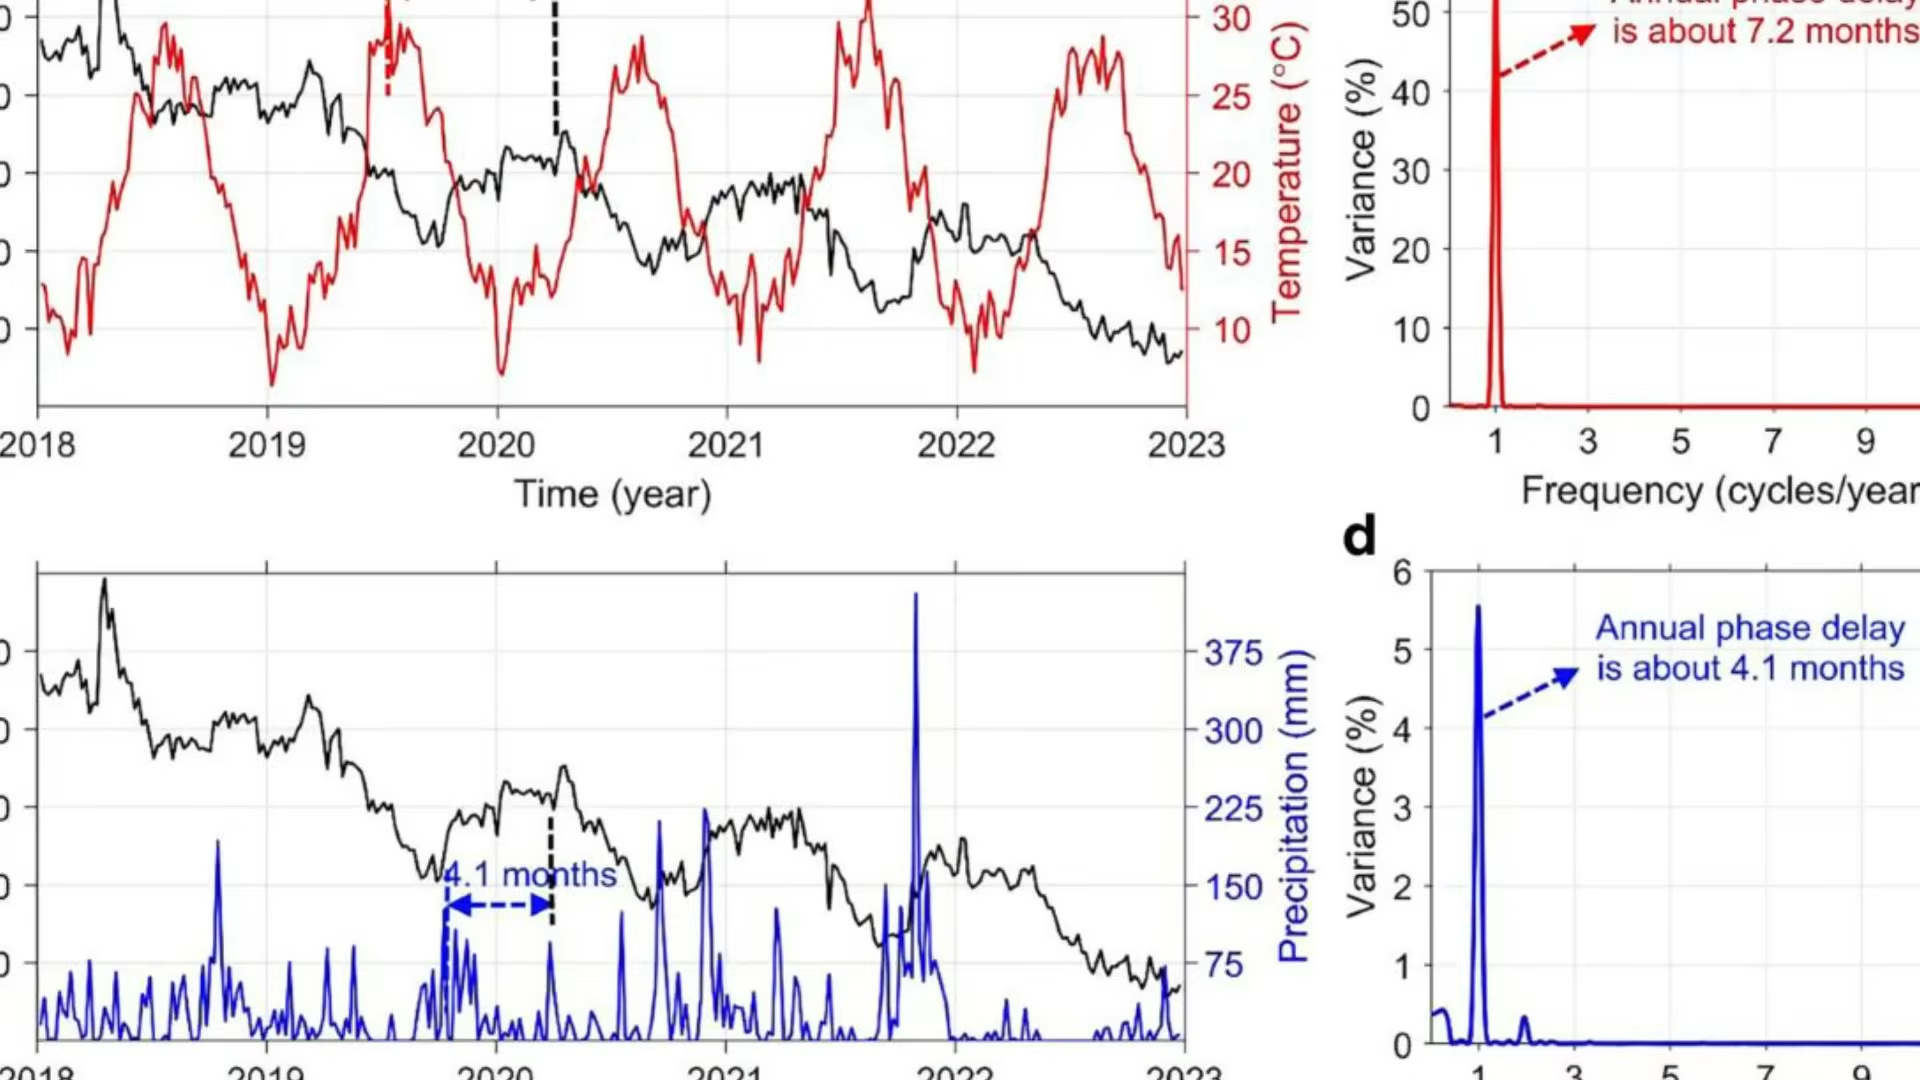 30
25
20
15
10
Temperature (°C)
2018 2019 2020 2021 2022 2023
Time (year)
50
40
30
20
10
0
Variance (%)
is about 7.2 months
1 3 5 7 9
Frequency (cycles/year
375
300
225
150
75
Precipitation (mm)
4.1 months
d
6
5
4
3
2
1
0
Variance (%)
Annual phase delay
is about 4.1 months